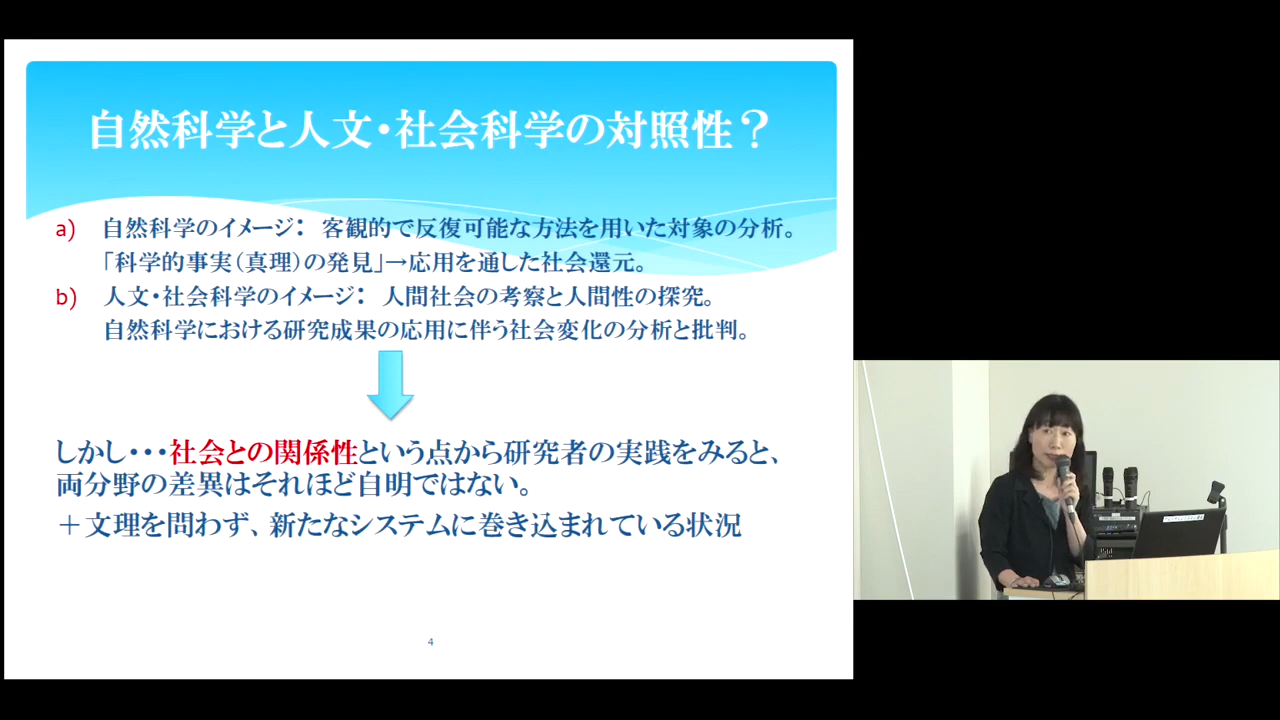 自然科学と人文・社会科学の対照性？
a) 自然科学のイメージ： 客観的で反復可能な方法を用いた対象の分析。
「科学的事実（真理）の発見」→応用を通した社会還元。
b) 人文・社会科学のイメージ： 人間社会の考察と人間性の探究。
自然科学における研究成果の応用に伴う社会変化の分析と批判。
しかし・・・社会との関係性という点から研究者の実践をみると、
両分野の差異はそれほど自明ではない。
＋文理を問わず、新たなシステムに巻き込まれている状況
4